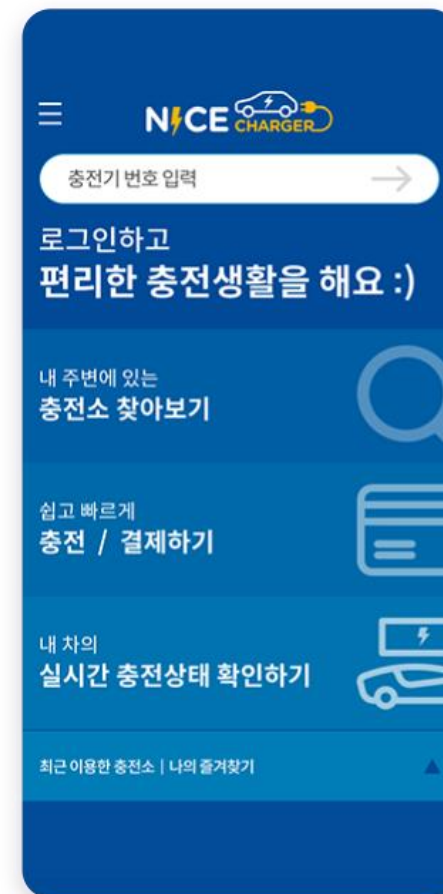 NICE CHARGER
충전기 번호 입력
로그인하고
편리한 충전생활을 해요 :)
내 주변에 있는
충전소 찾아보기
쉽고 빠르게
충전 / 결제하기
내 차의
실시간 충전상태 확인하기
최근 이용한 충전소 | 나의 즐겨찾기